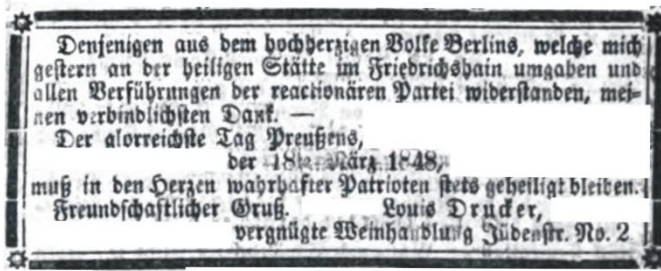 Denjenigen aus dem hochherzigen Volke Berlins, welche mich
gestern an der heiligen Stätte im Friedrichshain umgaben und
allen Verführungen der reactionären Partei widerstanden, mei-
nen verbindlichsten Dank. —
Der glorreichste Tag Preußens,
der 18te März 1848,
muß in den Herzen wahrhafter Patrioten stets geheiligt bleiben.
Freundschaftlicher Gruß. Louis Drucker,
vergnügte Weinhandlung Jüdenstr. No. 2